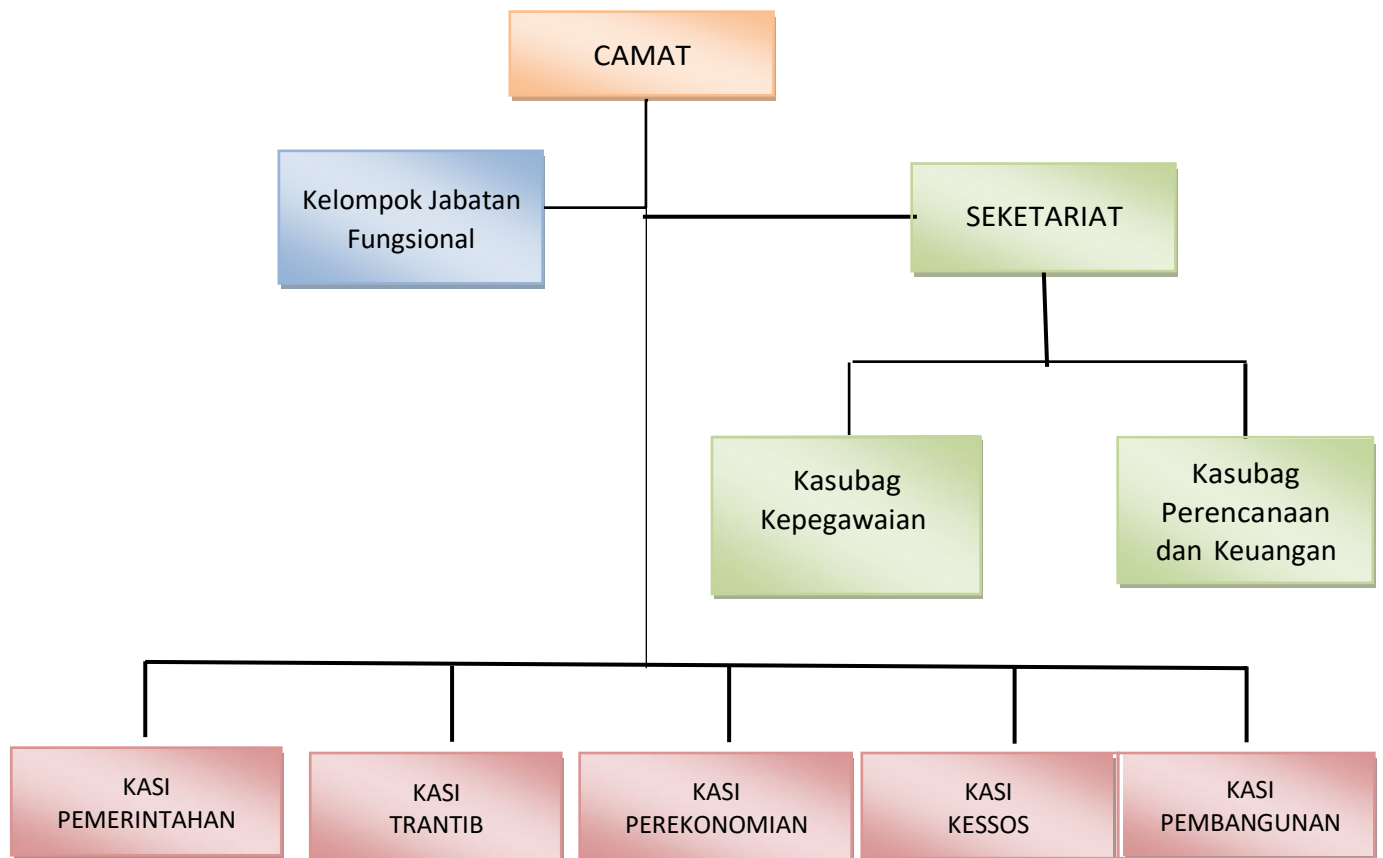 CAMAT
Kelompok Jabatan
Fungsional
SEKETARIAT
Kasubag
Kepegawaian
Kasubag
Perencanaan
dan Keuangan
KASI
PEMERINTAHAN
KASI
TRANTIB
KASI
PEREKONOMIAN
KASI
KESSOS
KASI
PEMBANGUNAN